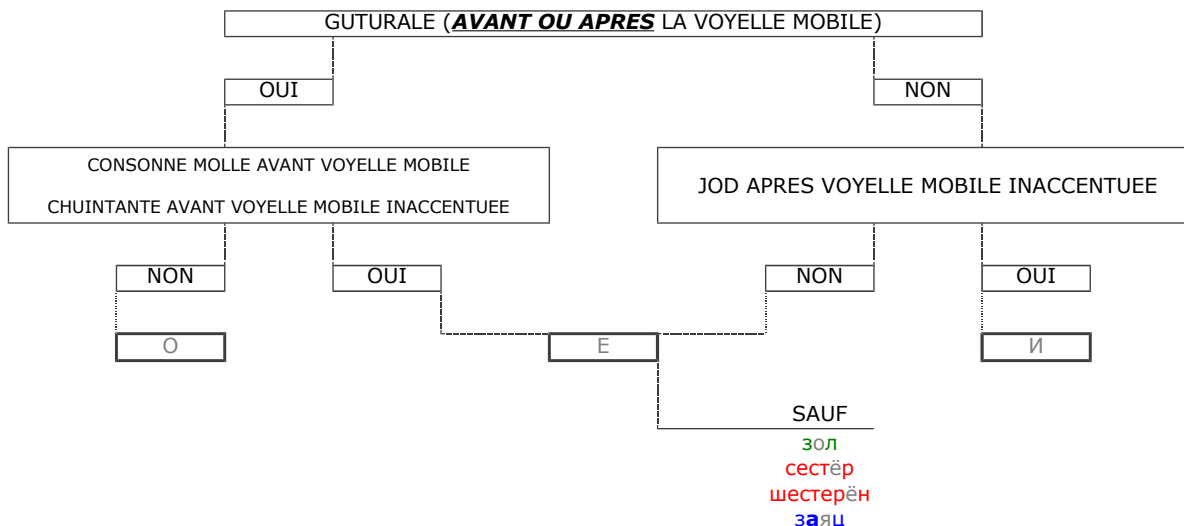 GUTURALE (AVANT OU APRES LA VOYELLE MOBILE)
OUI
NON
CONSONNE MOLLE AVANT VOYELLE MOBILE
CHUINTANTE AVANT VOYELLE MOBILE INACCENTUEE
JOD APRES VOYELLE MOBILE INACCENTUEE
NON
OUI
NON
OUI
О
Е
И
SAUF
зол
сестёр
шестерён
заяц